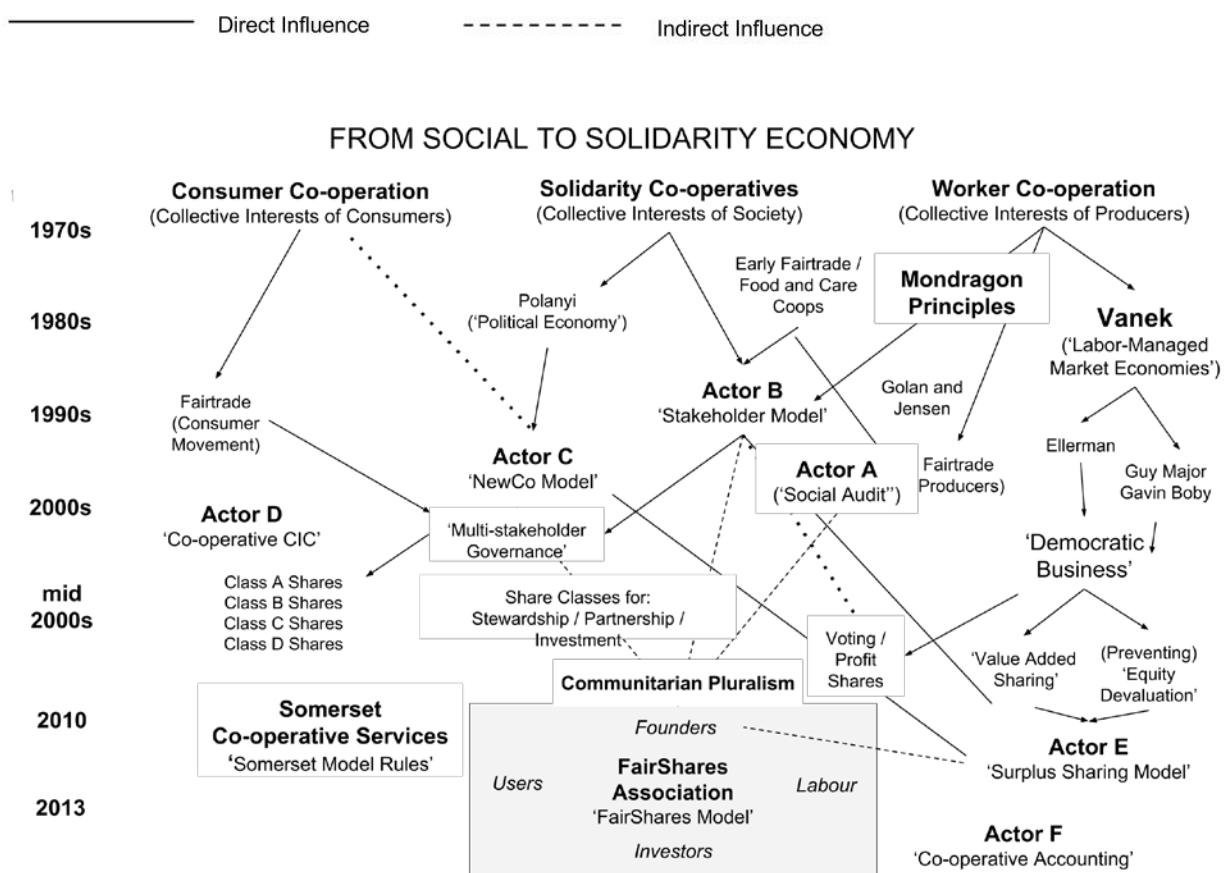 Direct Influence
Indirect Influence
FROM SOCIAL TO SOLIDARITY ECONOMY
Consumer Co-operation
(Collective Interests of Consumers)
Solidarity Co-operatives
(Collective Interests of Society)
Worker Co-operation
(Collective Interests of Producers)
1970s
Early Fairtrade /
Food and Care
Coops
Mondragon
Principles
Polanyi
('Political Economy')
1980s
Vanek
('Labor-Managed
Market Economies')
Actor B
'Stakeholder Model'
Golan and
Jensen
1990s
Fairtrade
(Consumer
Movement)
Actor C
'NewCo Model'
Actor A
('Social Audit'')
Fairtrade
Producers)
Ellerman
Guy Major
Gavin Boby
2000s
Actor D
'Co-operative CIC'
'Multi-stakeholder
Governance'
'Democratic
Business'
Class A Shares
Class B Shares
Class C Shares
Class D Shares
mid
2000s
Share Classes for:
Stewardship / Partnership /
Investment
Voting /
Profit
Shares
'Value Added
Sharing'
(Preventing)
'Equity
Devaluation'
Communitarian Pluralism
2010
Somerset
Co-operative Services
'Somerset Model Rules'
Founders
Users
FairShares
Association
'FairShares Model'
Labour
Investors
Actor E
'Surplus Sharing Model'
2013
Actor F
'Co-operative Accounting'